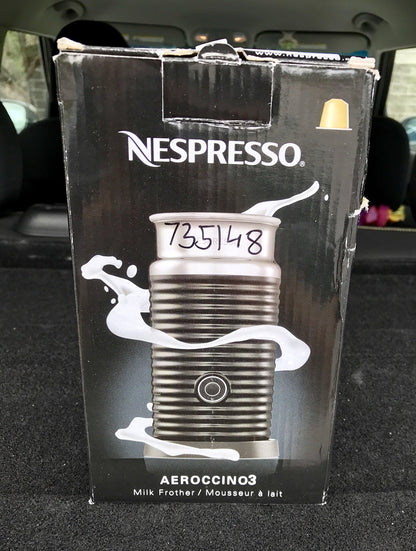 NESPRESSO
735148
AEROCCINO3
Milk Frother / Mousseur à lait